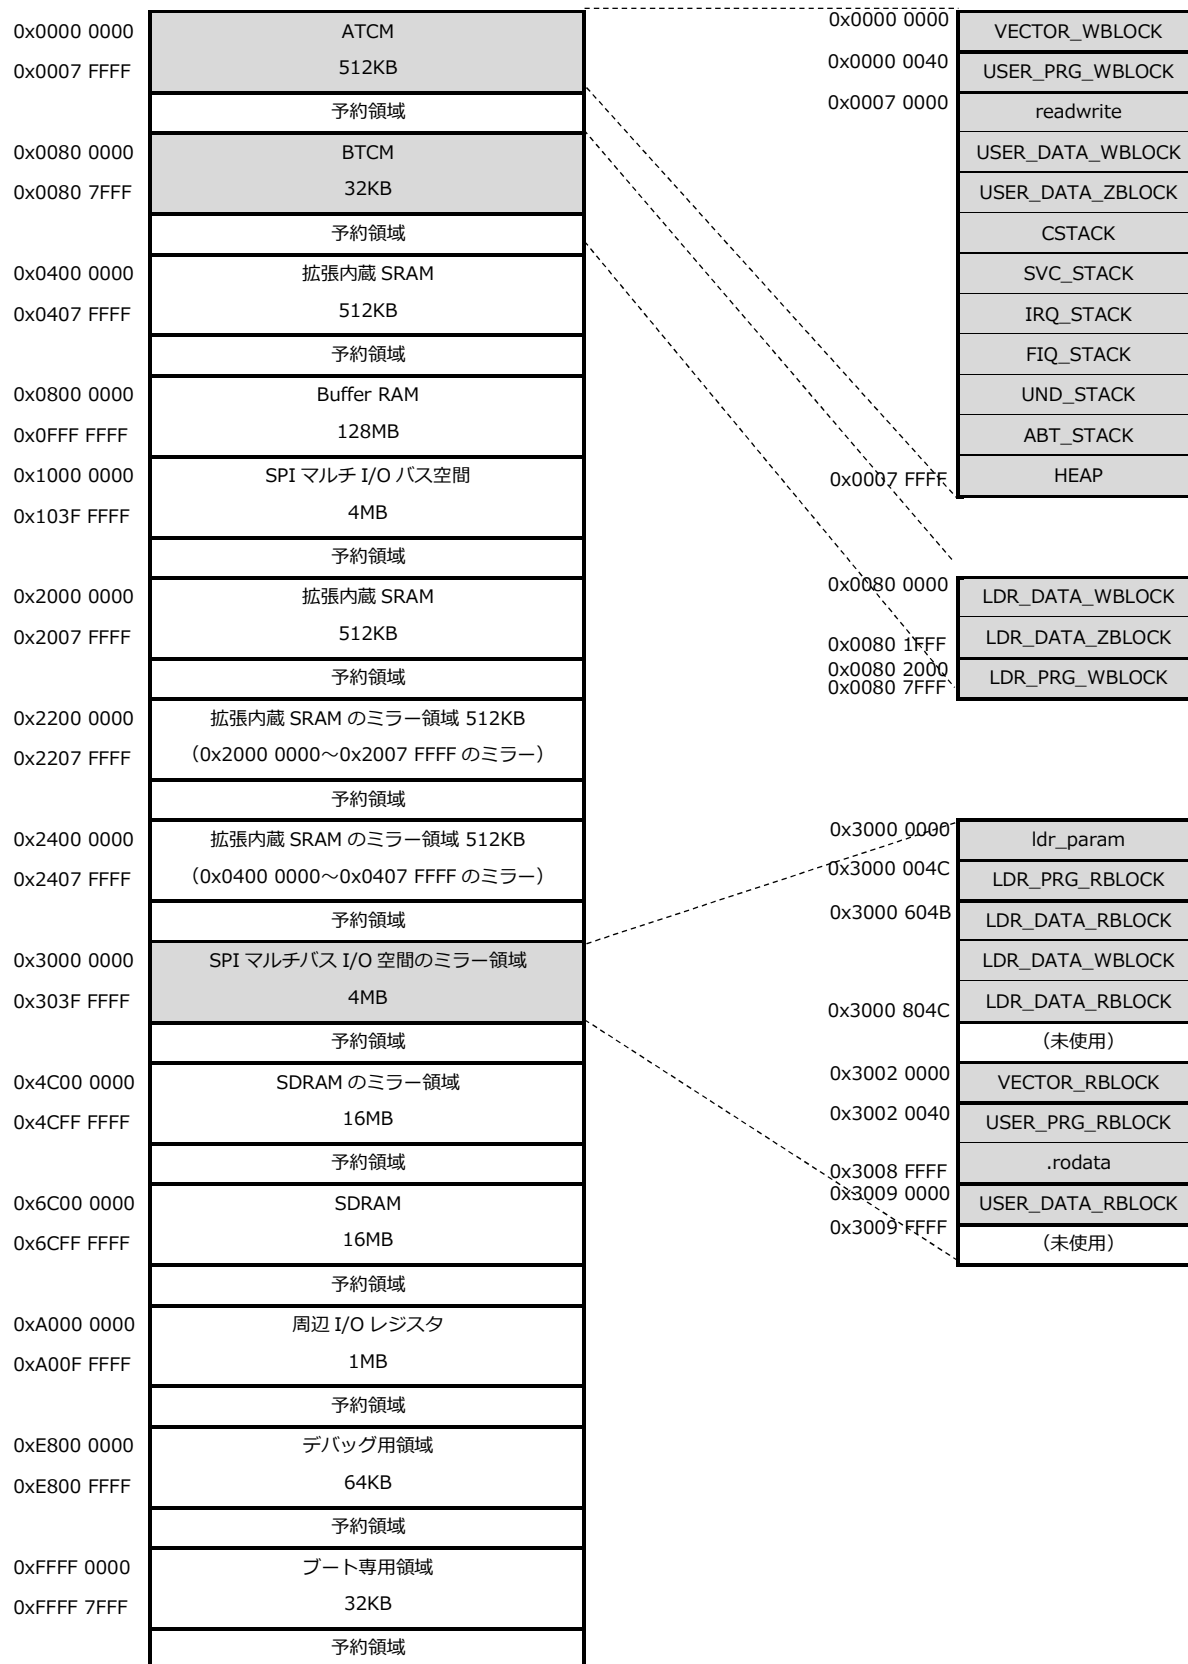 0x0000 0000
ATCM
0x0007 FFFF
512KB
予約領域
0x0080 0000
BTCM
0x0080 7FFF
32KB
予約領域
0x0400 0000
拡張内蔵 SRAM
0x0407 FFFF
512KB
予約領域
0x0800 0000
Buffer RAM
0x0FFF FFFF
128MB
0x1000 0000
SPI マルチ I/O バス空間
0x103F FFFF
4MB
予約領域
0x2000 0000
拡張内蔵 SRAM
0x2007 FFFF
512KB
予約領域
0x2200 0000
拡張内蔵 SRAM のミラー領域 512KB
0x2207 FFFF
（0x2000 0000～0x2007 FFFF のミラー）
予約領域
0x2400 0000
拡張内蔵 SRAM のミラー領域 512KB
0x2407 FFFF
（0x0400 0000～0x0407 FFFF のミラー）
予約領域
0x3000 0000
SPI マルチバス I/O 空間のミラー領域
0x303F FFFF
4MB
予約領域
0x4C00 0000
SDRAM のミラー領域
0x4CFF FFFF
16MB
予約領域
0x6C00 0000
SDRAM
0x6CFF FFFF
16MB
予約領域
0xA000 0000
周辺 I/O レジスタ
0xA00F FFFF
1MB
予約領域
0xE800 0000
デバッグ用領域
0xE800 FFFF
64KB
予約領域
0xFFFF 0000
ブート専用領域
0xFFFF 7FFF
32KB
予約領域
0x0000 0000
VECTOR_WBLOCK
0x0000 0040
USER_PRG_WBLOCK
0x0007 0000
readwrite
USER_DATA_WBLOCK
USER_DATA_ZBLOCK
CSTACK
SVC_STACK
IRQ_STACK
FIQ_STACK
UND_STACK
ABT_STACK
0x0007 FFFF
HEAP
0x0080 0000
LDR_DATA_WBLOCK
0x0080 1FFF
LDR_DATA_ZBLOCK
0x0080 2000
LDR_PRG_WBLOCK
0x0080 7FFF
0x3000 0000
ldr_param
0x3000 004C
LDR_PRG_RBLOCK
0x3000 604B
LDR_DATA_RBLOCK
LDR_DATA_WBLOCK
0x3000 804C
LDR_DATA_RBLOCK
（未使用）
0x3002 0000
VECTOR_RBLOCK
0x3002 0040
USER_PRG_RBLOCK
0x3008 FFFF
.rodata
0x3009 0000
USER_DATA_RBLOCK
0x3009 FFFF
（未使用）